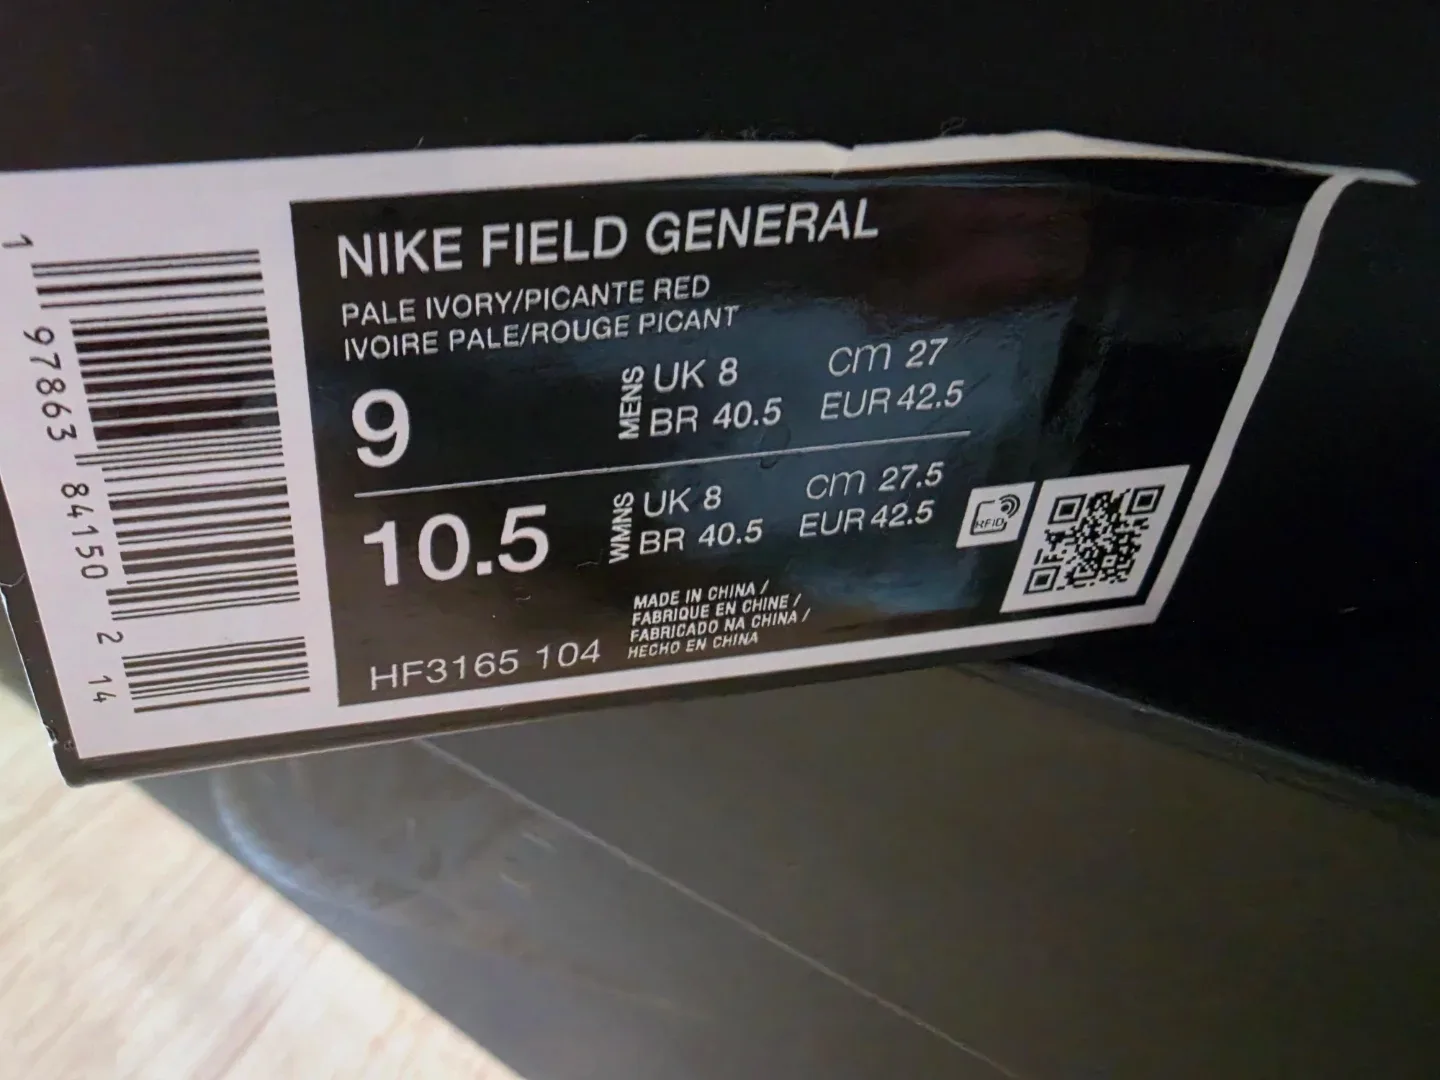 1 97863 84150 2 14
NIKE FIELD GENERAL
PALE IVORY/PICANTE RED
IVOIRE PALE/ROUGE PICANT
9
MENS
UK 8
cm 27
BR 40.5
EUR 42.5
10.5
WMNS
UK 8
cm 27.5
BR 40.5
EUR 42.5
RFID
MADE IN CHINA /
FABRIQUE EN CHINE /
FABRICADO NA CHINA /
HECHO EN CHINA
HF3165 104